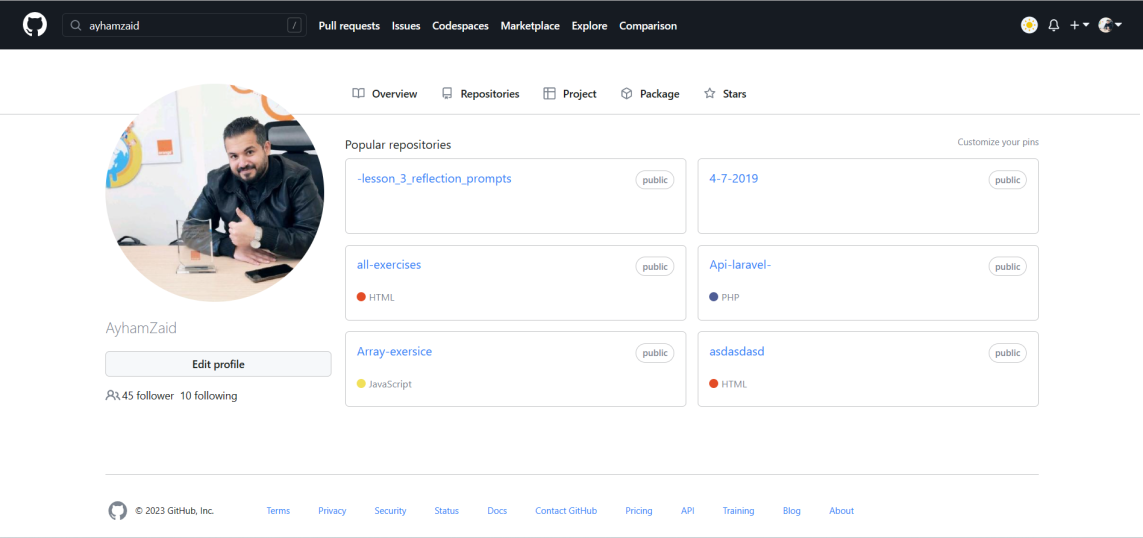 ayhamzaid / Pull requests Issues Codespaces Marketplace Explore Comparison
Overview Repositories Project Package Stars
Popular repositories Customize your pins
-lesson_3_reflection_prompts public
4-7-2019 public
all-exercises public
HTML
Api-laravel- public
PHP
Array-exersice public
JavaScript
asdasdasd public
HTML
AyhamZaid
Edit profile
45 follower 10 following
© 2023 GitHub, Inc. Terms Privacy Security Status Docs Contact GitHub Pricing API Training Blog About